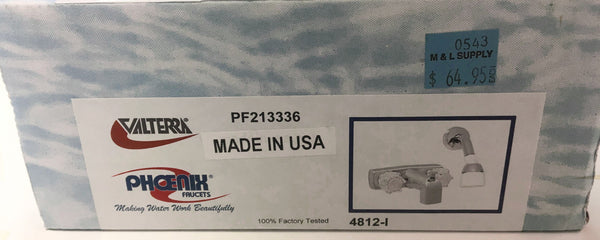 0543
M & L SUPPLY
$ 64.95
VALTERRA
PF213336
MADE IN USA
PHOENIX
FAUCETS
Making Water Work Beautifully
100% Factory Tested
4812-I